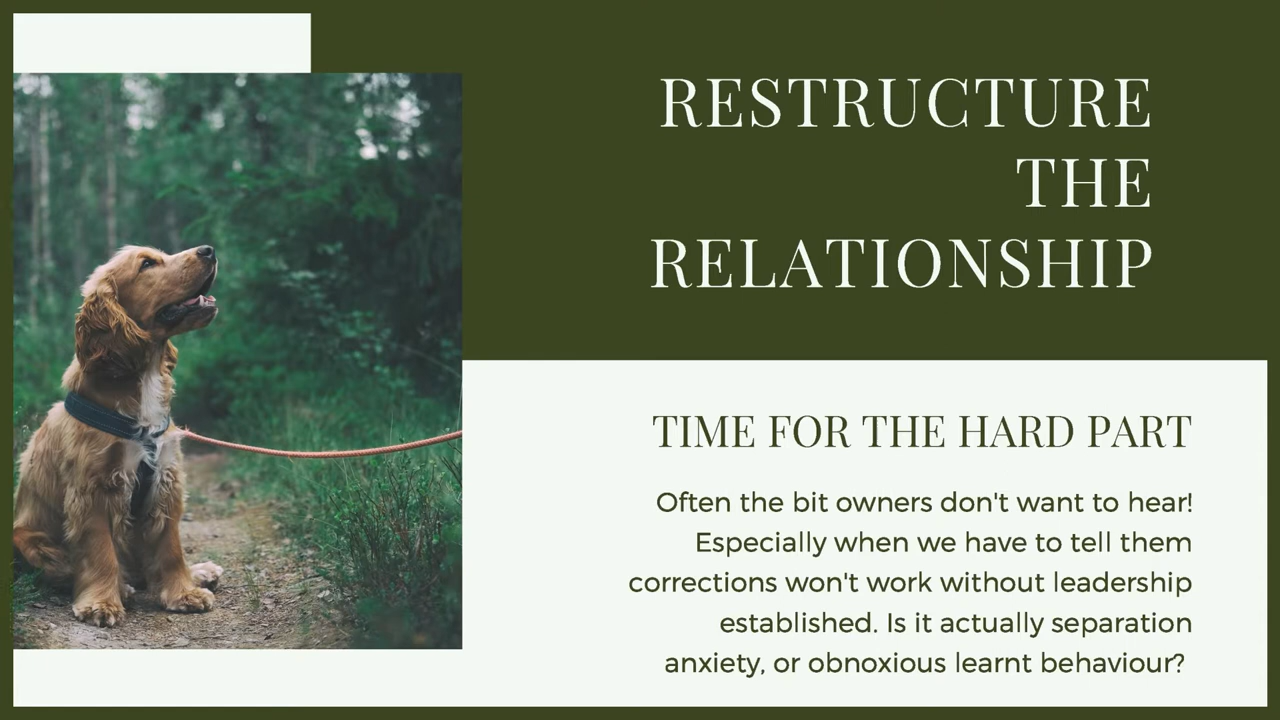 RESTRUCTURE
THE
RELATIONSHIP
TIME FOR THE HARD PART
Often the bit owners don't want to hear!
Especially when we have to tell them
corrections won't work without leadership
established. Is it actually separation
anxiety, or obnoxious learnt behaviour?